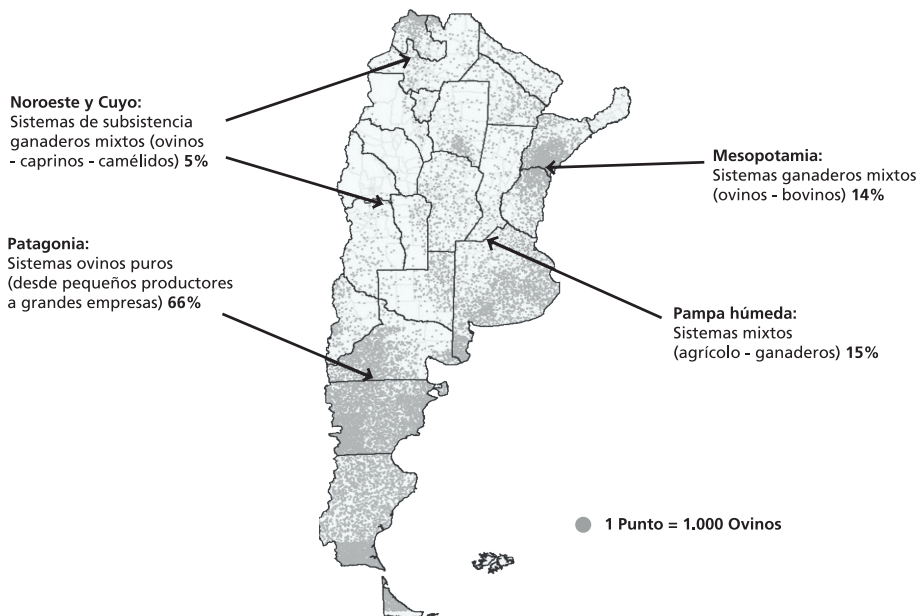 Noroeste y Cuyo:
Sistemas de subsistencia
ganaderos mixtos (ovinos
- caprinos - camélidos) 5%
Mesopotamia:
Sistemas ganaderos mixtos
(ovinos - bovinos) 14%
Patagonia:
Sistemas ovinos puros
(desde pequeños productores
a grandes empresas) 66%
Pampa húmeda:
Sistemas mixtos
(agrícolo - ganaderos) 15%
1 Punto = 1.000 Ovinos